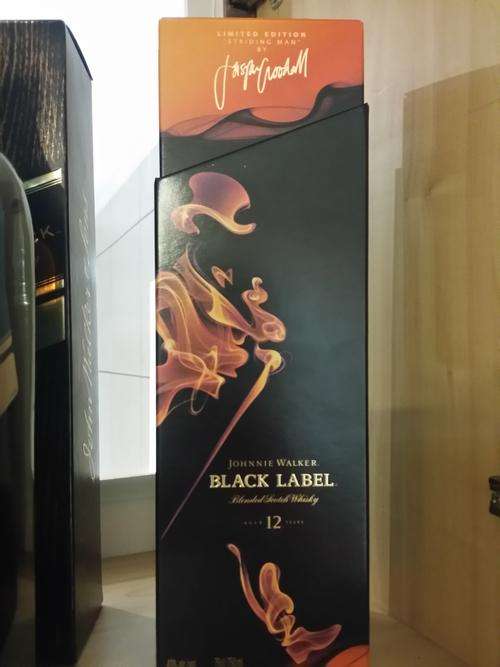 LIMITED EDITION
"STRIDING MAN"
BY
Jasper Goodall
JOHNNIE WALKER
BLACK LABEL
Blended Scotch Whisky
AGED 12 YEARS